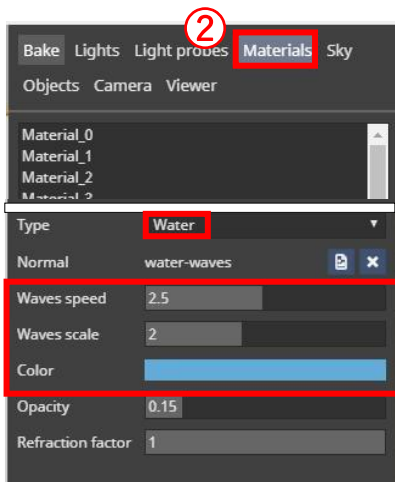 ②
Bake Lights Light probes Materials Sky
Objects Camera Viewer
Material_0
Material_1
Material_2
Material_3
Type Water
Normal water-waves
Waves speed 2.5
Waves scale 2
Color
Opacity 0.15
Refraction factor 1